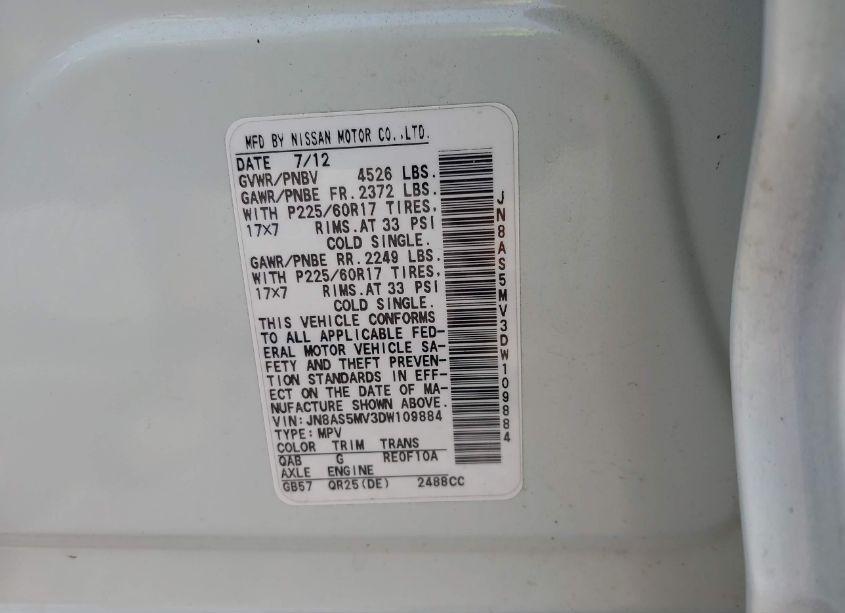 MFD BY NISSAN MOTOR CO.,LTD.
DATE 7/12
GVWR/PNBV 4526 LBS.
GAWR/PNBE FR.2372 LBS.
WITH P225/60R17 TIRES,
17X7 RIMS.AT 33 PSI
COLD SINGLE.
GAWR/PNBE RR.2249 LBS.
WITH P225/60R17 TIRES,
17X7 RIMS.AT 33 PSI
COLD SINGLE.
THIS VEHICLE CONFORMS
TO ALL APPLICABLE FED-
ERAL MOTOR VEHICLE SA-
FETY AND THEFT PREVEN-
TION STANDARDS IN EFF-
ECT ON THE DATE OF MA-
NUFACTURE SHOWN ABOVE.
VIN:JN8AS5MV3DW109884
TYPE:MPV
COLOR TRIM TRANS
QAB G RE0F10A
AXLE ENGINE
GB57 QR25(DE) 2488CC
JN8AS5MV3DW109884